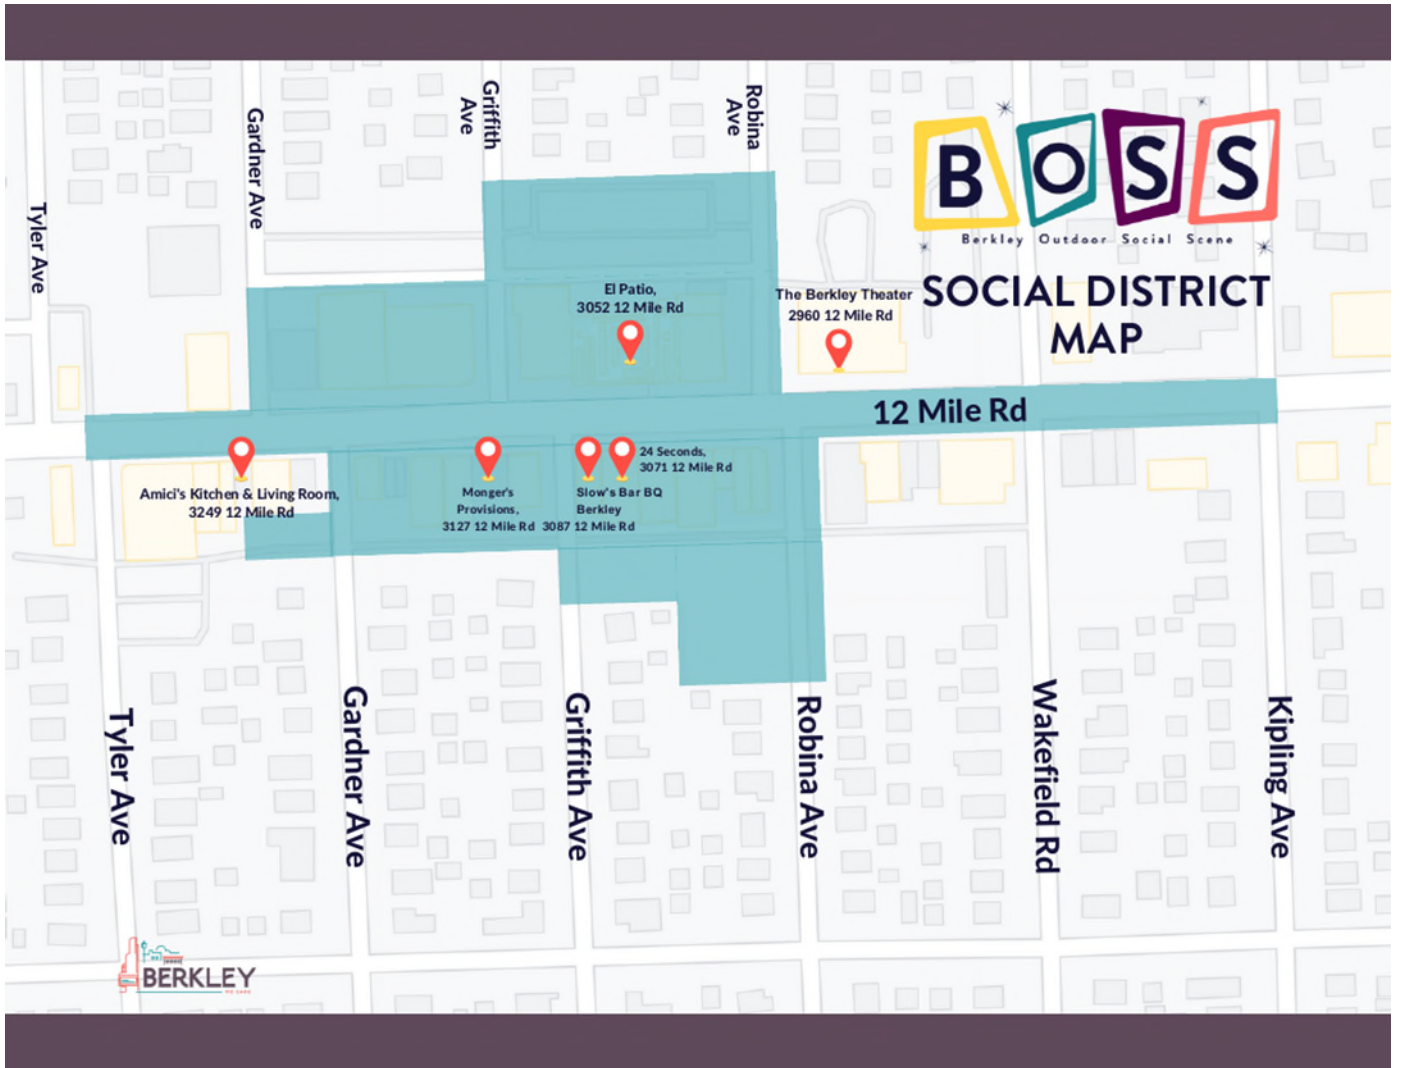 Tyler Ave
Gardner Ave
Griffith
Ave
Robina
Ave
B O S S
Berkley Outdoor Social Scene
SOCIAL DISTRICT
MAP
El Patio,
3052 12 Mile Rd
The Berkley Theater
2960 12 Mile Rd
12 Mile Rd
24 Seconds,
3071 12 Mile Rd
Amici's Kitchen & Living Room,
3249 12 Mile Rd
Monger's
Provisions,
3127 12 Mile Rd
Slow's Bar BQ
Berkley
3087 12 Mile Rd
Tyler Ave
Gardner Ave
Griffith Ave
Robina Ave
Wakefield Rd
Kipling Ave
BERKLEY
WE CARE